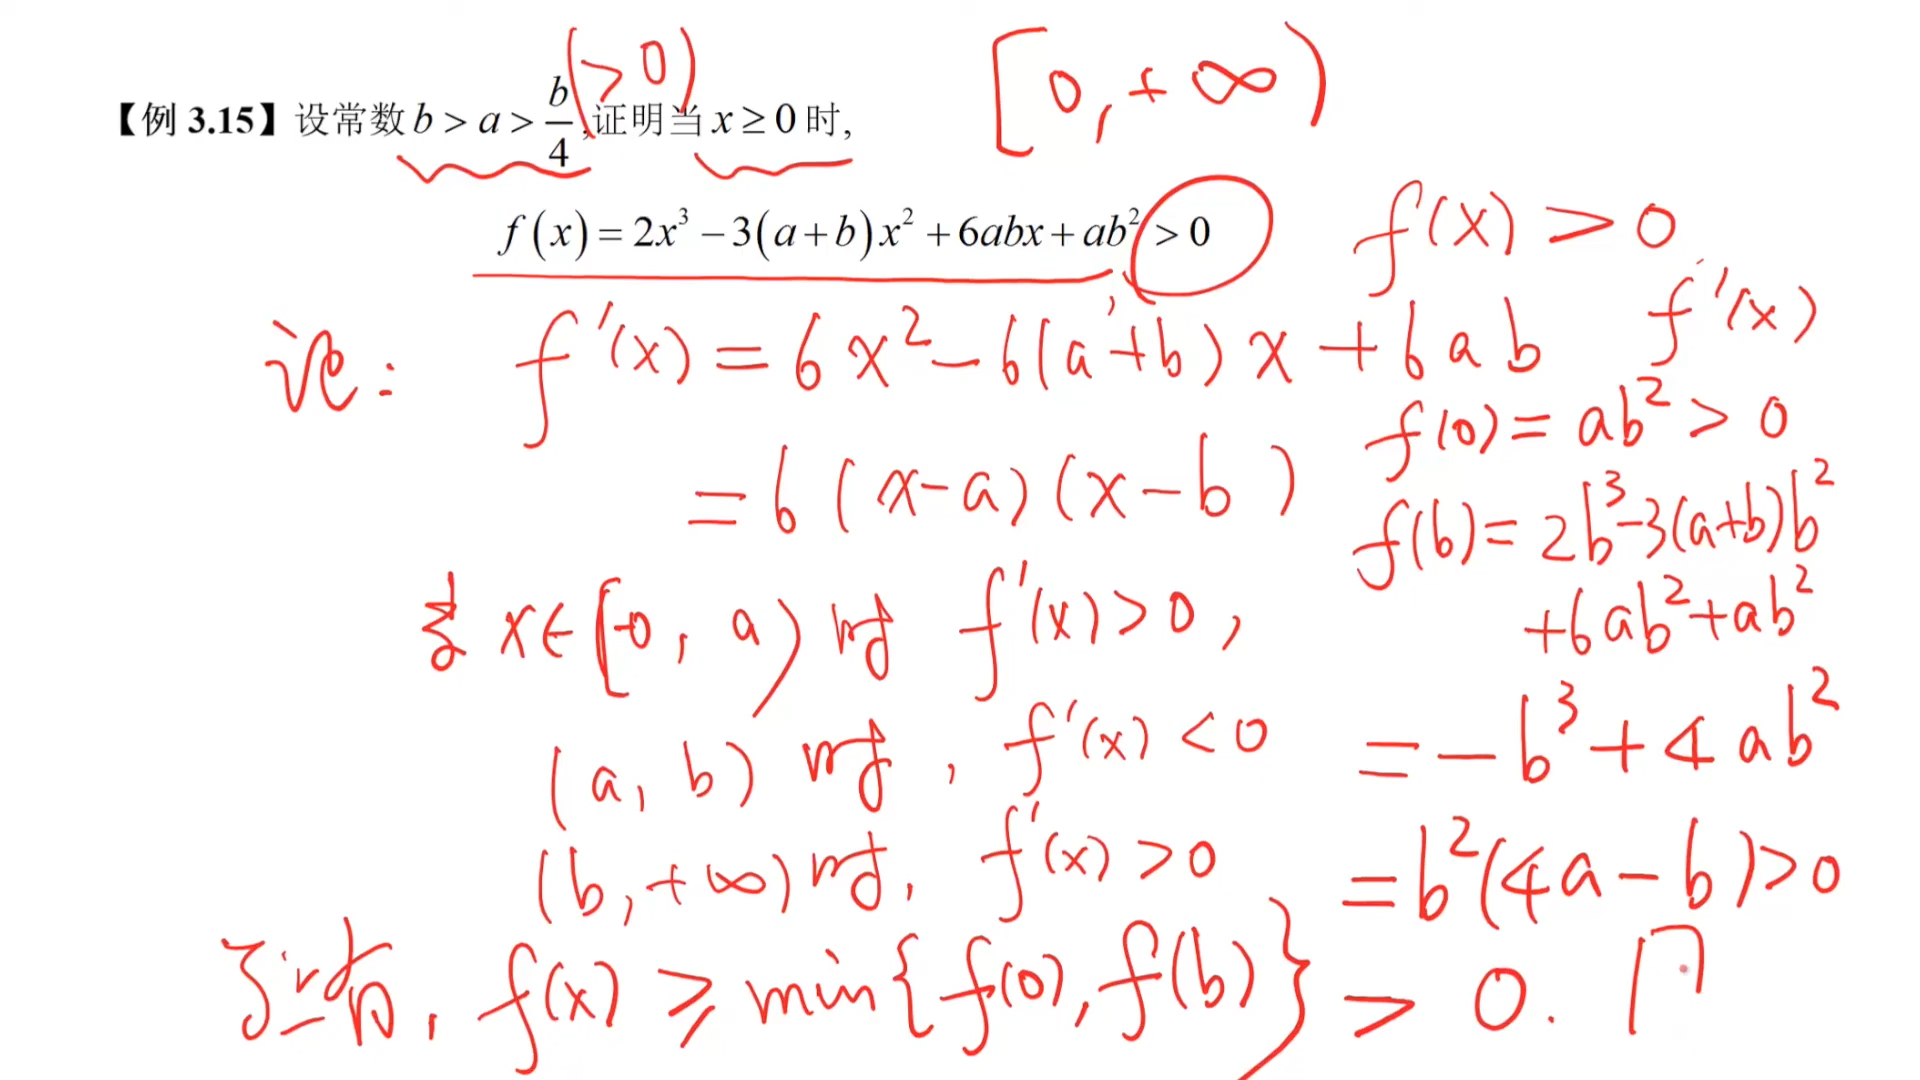 【例 3.15】设常数 b > a > b/4 (>0), 证明当 x ≥ 0 时,
[0, +∞)
f(x) = 2x³ − 3(a+b)x² + 6abx + ab² > 0
f(x) > 0
f'(x)
证: f'(x) = 6x² − 6(a+b)x + 6ab
= 6(x−a)(x−b)
当 x∈[0, a) 时 f'(x) > 0,
(a, b) 时, f'(x) < 0
(b, +∞) 时, f'(x) > 0
f(0) = ab² > 0
f(b) = 2b³−3(a+b)b²
+6ab²+ab²
= −b³ + 4ab²
= b²(4a−b) > 0
f(x) ≥ min{f(0), f(b)} > 0.